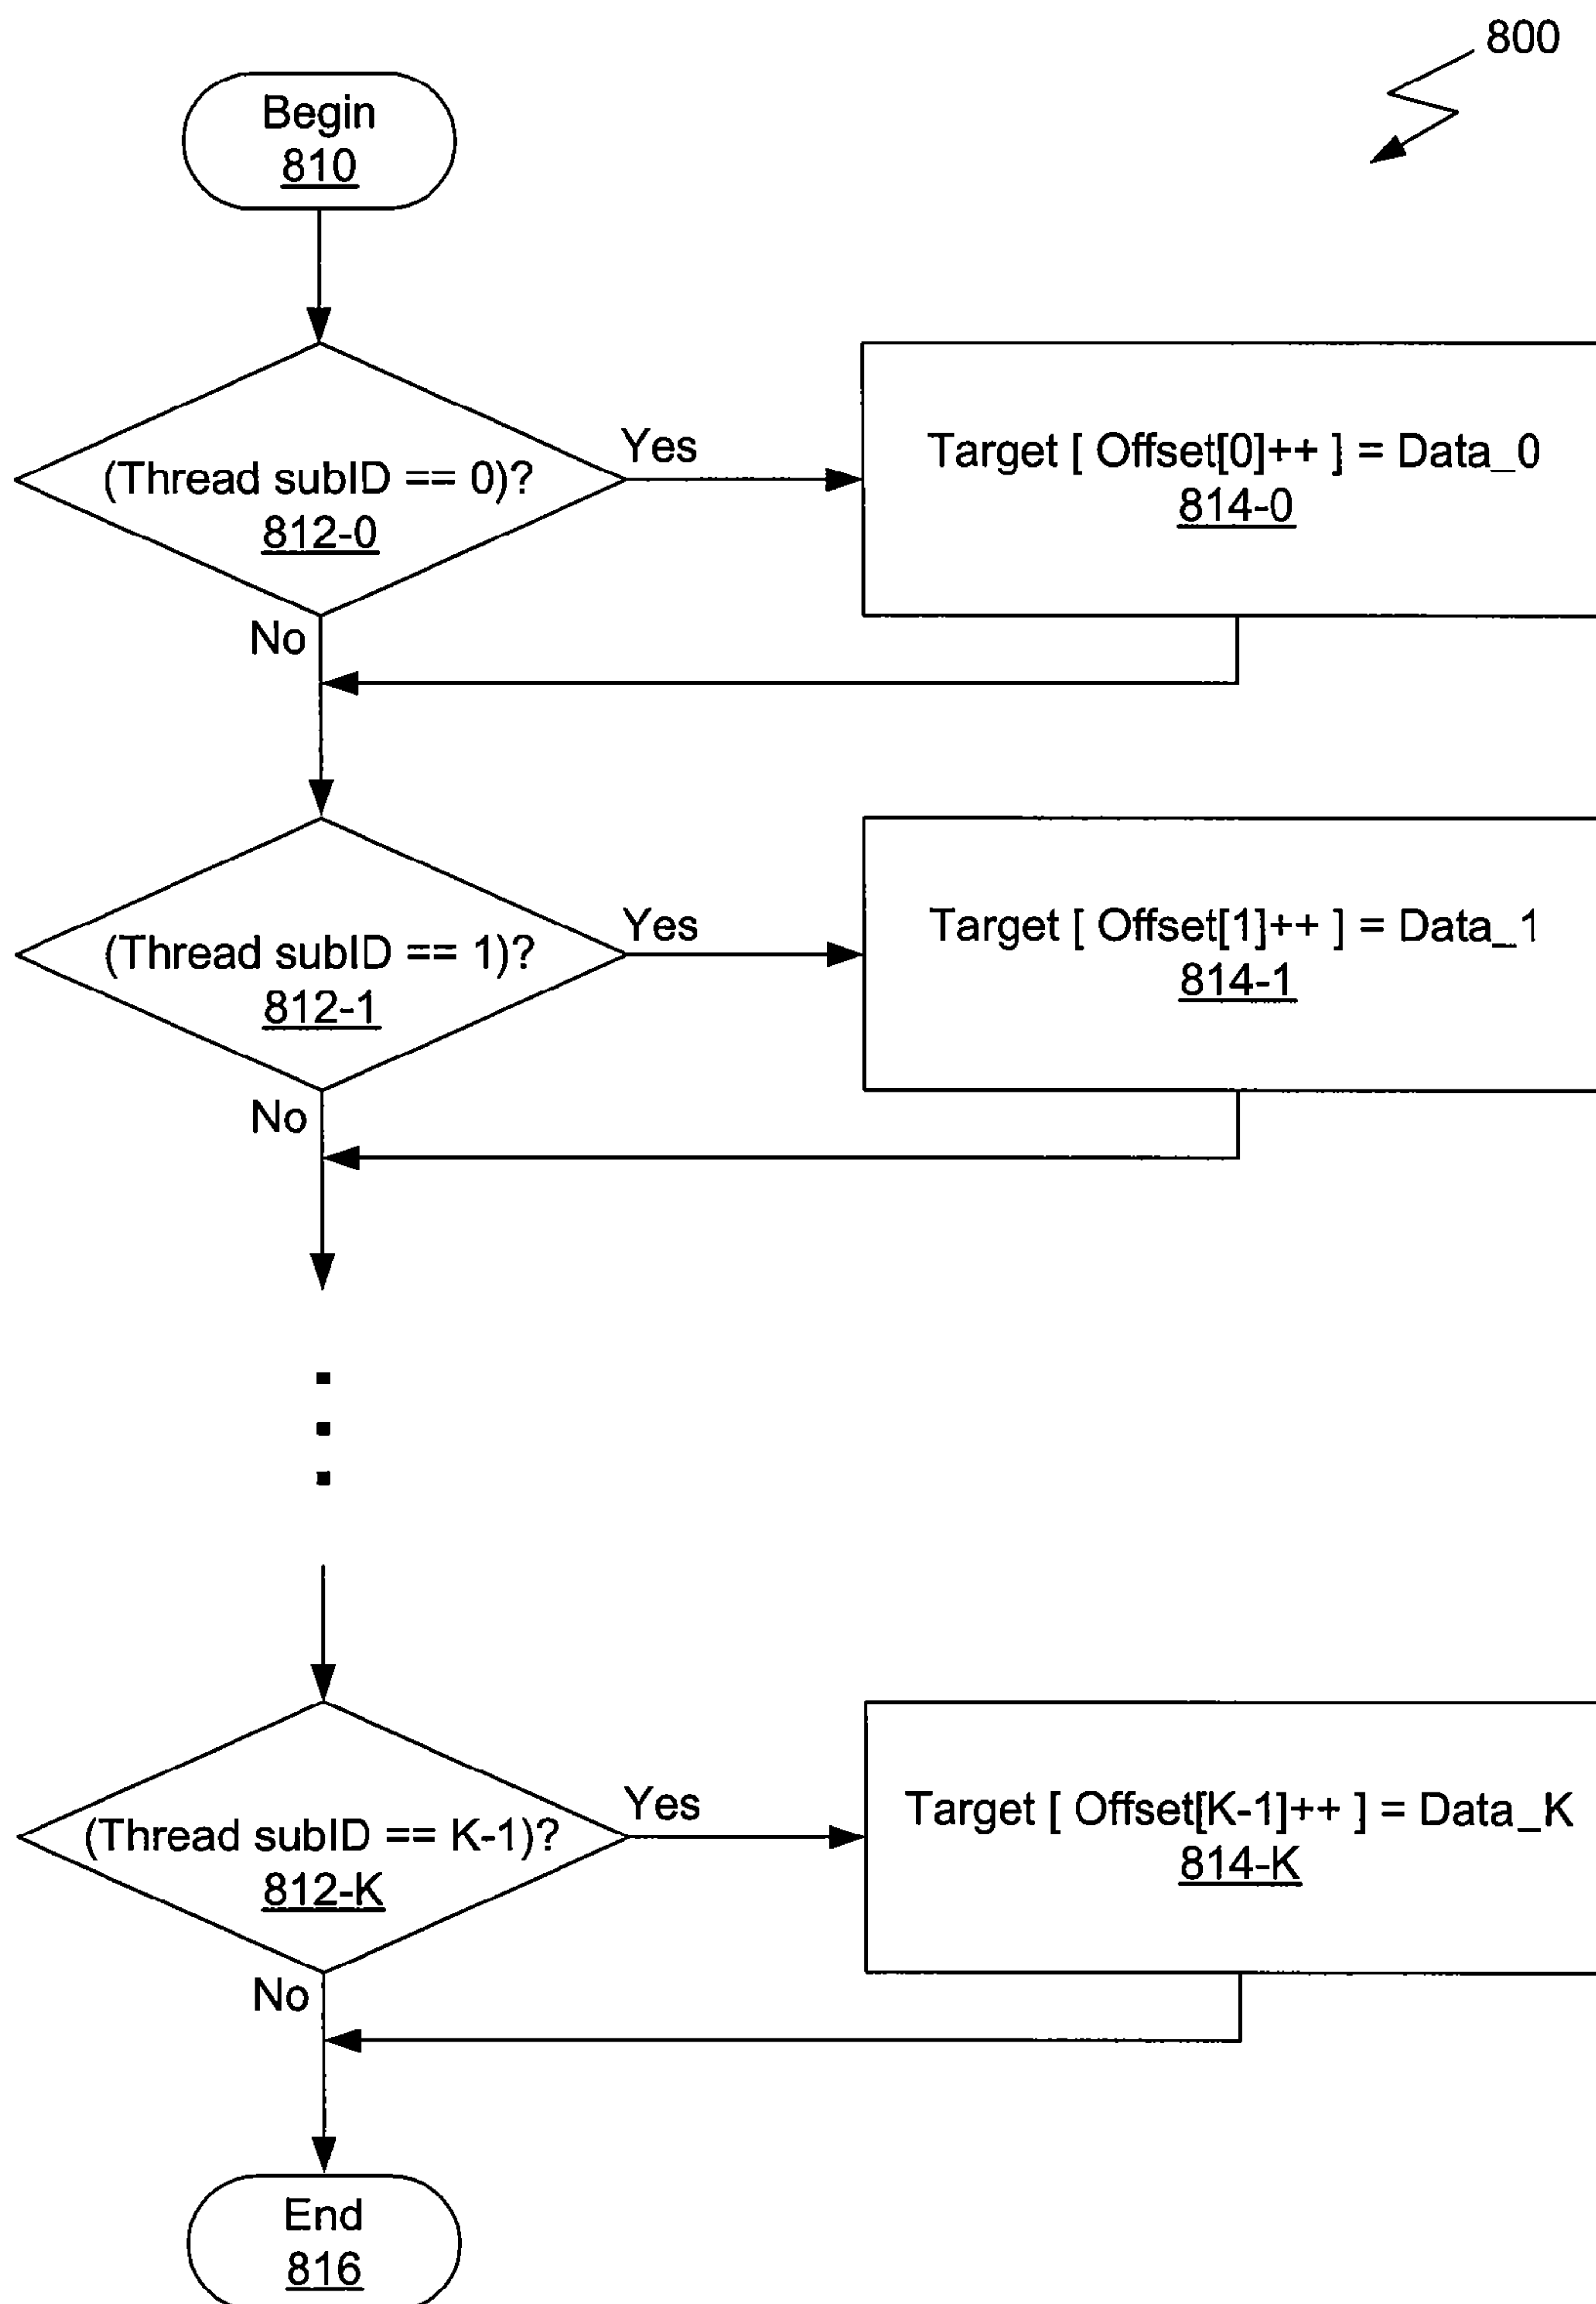 800
Begin
810
(Thread subID == 0)?
812-0
Yes
Target [ Offset[0]++ ] = Data_0
814-0
No
(Thread subID == 1)?
812-1
Yes
Target [ Offset[1]++ ] = Data_1
814-1
No
(Thread subID == K-1)?
812-K
Yes
Target [ Offset[K-1]++ ] = Data_K
814-K
No
End
816